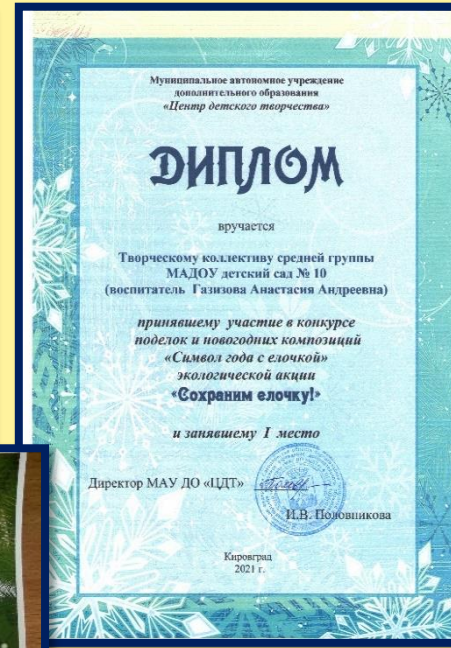 Муниципальное автономное учреждение
дополнительного образования
«Центр детского творчества»
ДИПЛОМ
вручается
Творческому коллективу средней группы
МАДОУ детский сад № 10
(воспитатель Газизова Анастасия Андреевна)
принявшему участие в конкурсе
поделок и новогодних композиций
«Символ года с елочкой»
экологической акции
«Сохраним елочку!»
и занявшему I место
Директор МАУ ДО «ЦДТ»
И.В. Половникова
Кировград
2021 г.